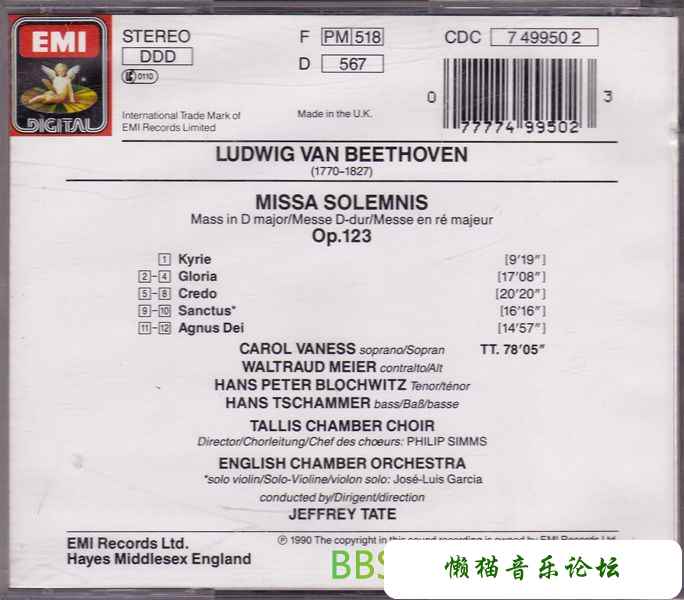 EMI
DIGITAL
STEREO
DDD
0110
International Trade Mark of
EMI Records Limited
F PM 518
D 567
Made in the U.K.
CDC 7 49950 2
0 77774 99502 3
LUDWIG VAN BEETHOVEN
(1770–1827)
MISSA SOLEMNIS
Mass in D major/Messe D-dur/Messe en ré majeur
Op.123
1 Kyrie [9'19"]
2–4 Gloria [17'08"]
5–8 Credo [20'20"]
9–10 Sanctus* [16'16"]
11–12 Agnus Dei [14'57"]
CAROL VANESS soprano/Sopran TT. 78'05"
WALTRAUD MEIER contralto/Alt
HANS PETER BLOCHWITZ Tenor/ténor
HANS TSCHAMMER bass/Baß/basse
TALLIS CHAMBER CHOIR
Director/Chorleitung/Chef des chœurs: PHILIP SIMMS
ENGLISH CHAMBER ORCHESTRA
*solo violin/Solo-Violine/violon solo: José-Luis Garcia
conducted by/Dirigent/direction
JEFFREY TATE
EMI Records Ltd.
Hayes Middlesex England
℗ 1990 The copyright in this sound recording is owned by EMI Records Ltd.
BBS
懒猫音乐论坛